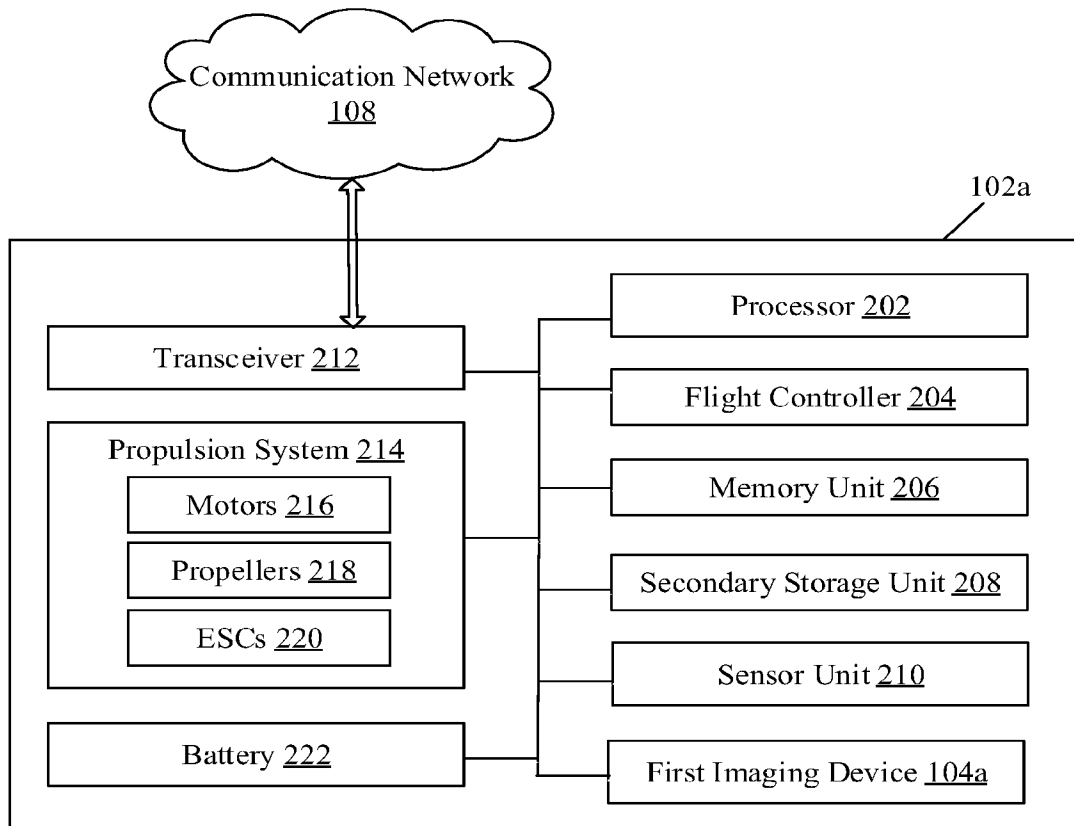 Communication Network
108
102a
Transceiver 212
Propulsion System 214
Motors 216
Propellers 218
ESCs 220
Battery 222
Processor 202
Flight Controller 204
Memory Unit 206
Secondary Storage Unit 208
Sensor Unit 210
First Imaging Device 104a